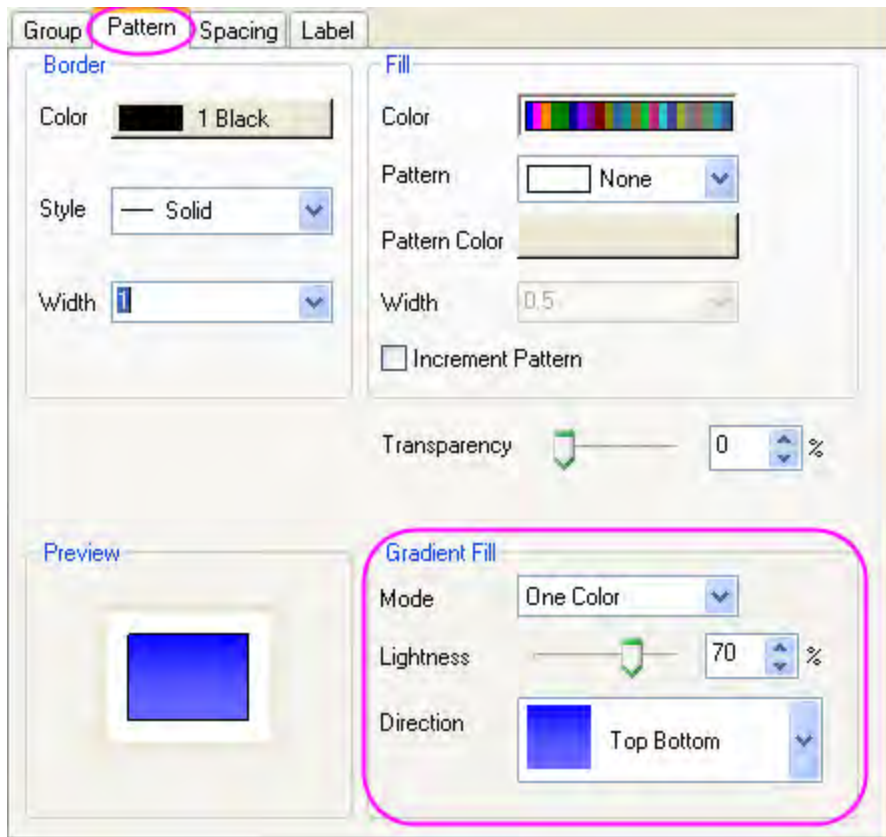 Group Pattern Spacing Label
Border
Color 1 Black
Style Solid
Width 1
Fill
Color
Pattern None
Pattern Color
Width 0.5
Increment Pattern
Transparency 0 %
Preview
Gradient Fill
Mode One Color
Lightness 70 %
Direction Top Bottom